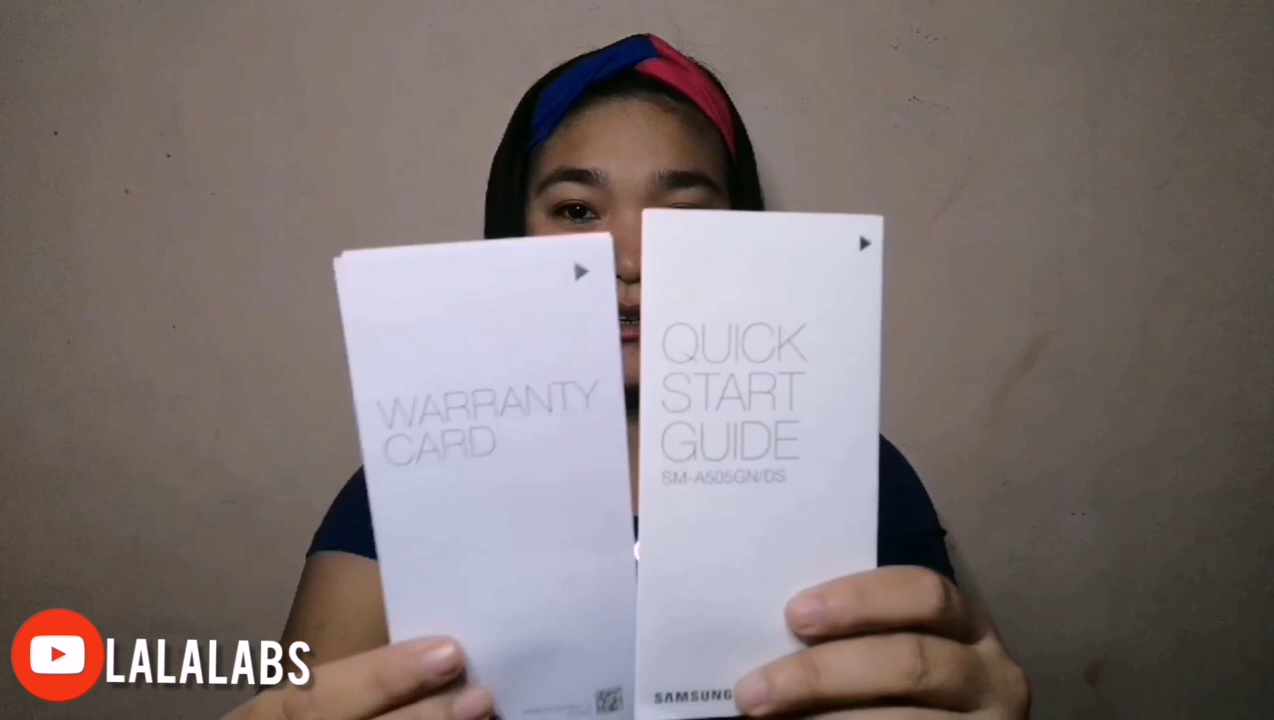 WARRANTY
CARD
QUICK
START
GUIDE
SM-A505GN/DS
SAMSUNG
LALALABS